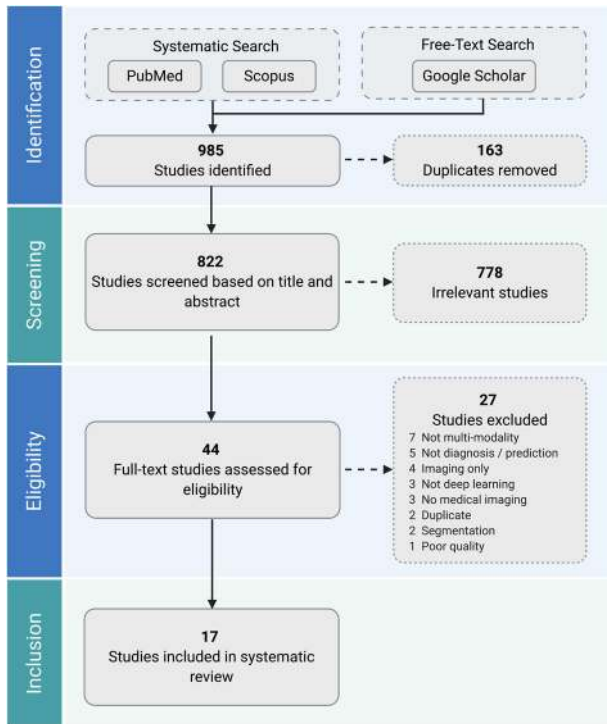 Identification
Systematic Search
PubMed
Scopus
Free-Text Search
Google Scholar
985
Studies identified
163
Duplicates removed
Screening
822
Studies screened based on title and
abstract
778
Irrelevant studies
Eligibility
44
Full-text studies assessed for
eligibility
27
Studies excluded
7 Not multi-modality
5 Not diagnosis / prediction
4 Imaging only
3 Not deep learning
3 No medical imaging
2 Duplicate
2 Segmentation
1 Poor quality
Inclusion
17
Studies included in systematic
review